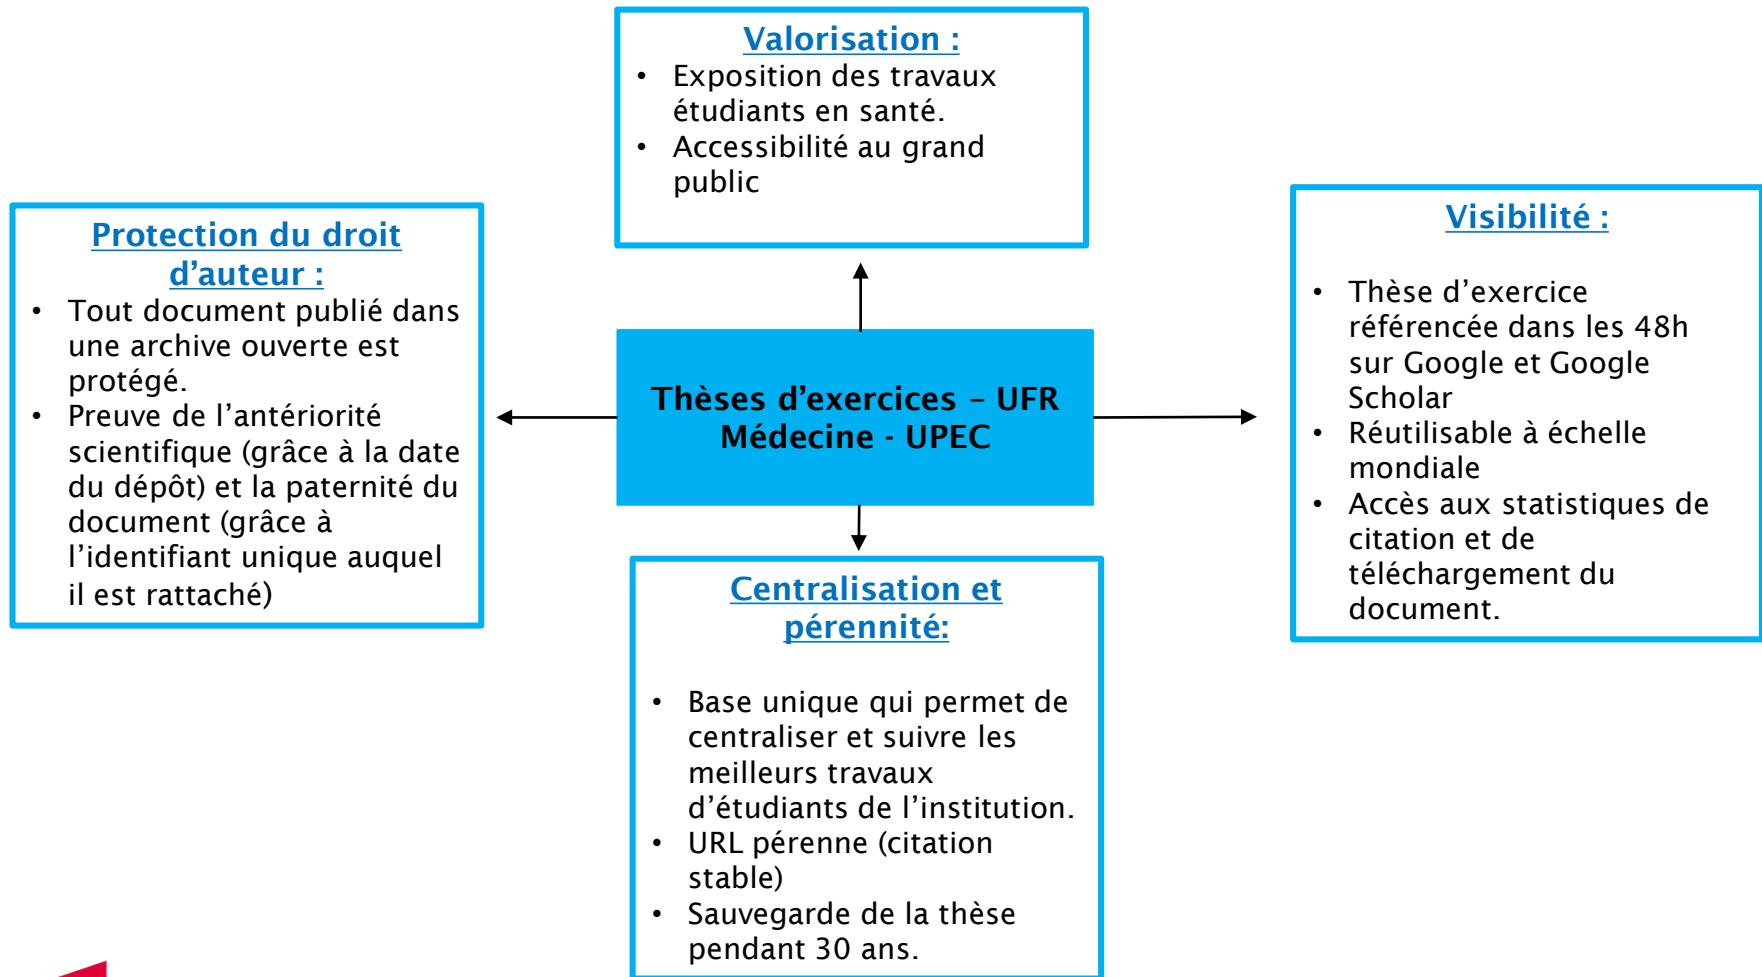 Valorisation :
• Exposition des travaux
étudiants en santé.
• Accessibilité au grand
public
Protection du droit
d’auteur :
• Tout document publié dans
une archive ouverte est
protégé.
• Preuve de l’antériorité
scientifique (grâce à la date
du dépôt) et la paternité du
document (grâce à
l’identifiant unique auquel
il est rattaché)
Thèses d’exercices – UFR
Médecine - UPEC
Visibilité :
• Thèse d’exercice
référencée dans les 48h
sur Google et Google
Scholar
• Réutilisable à échelle
mondiale
• Accès aux statistiques de
citation et de
téléchargement du
document.
Centralisation et
pérennité:
• Base unique qui permet de
centraliser et suivre les
meilleurs travaux
d’étudiants de l’institution.
• URL pérenne (citation
stable)
• Sauvegarde de la thèse
pendant 30 ans.